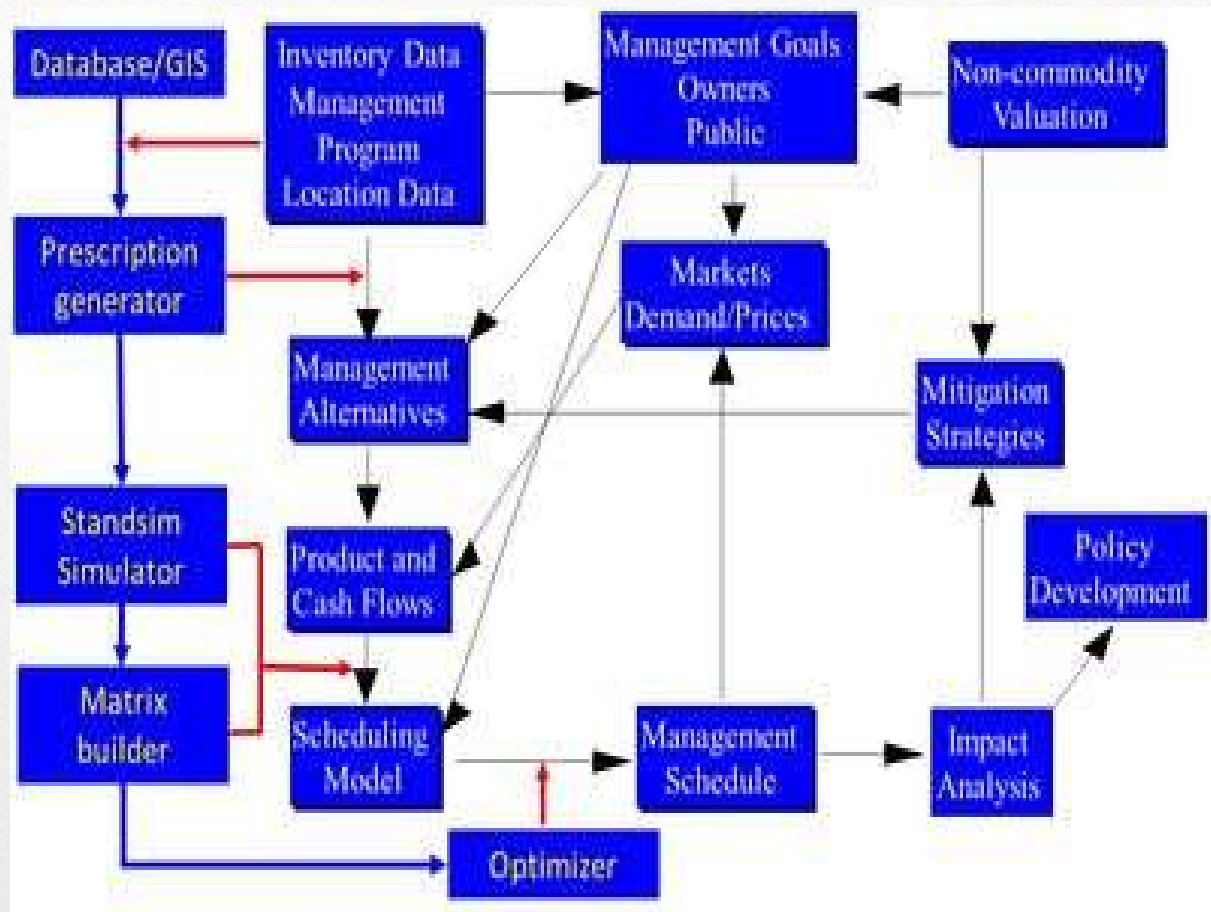 Database/GIS
Inventory Data
Management
Program
Location Data
Management Goals
Owners
Public
Non-commodity
Valuation
Prescription
generator
Markets
Demand/Prices
Management
Alternatives
Mitigation
Strategies
Standsim
Simulator
Product and
Cash Flows
Policy
Development
Matrix
builder
Scheduling
Model
Management
Schedule
Impact
Analysis
Optimizer